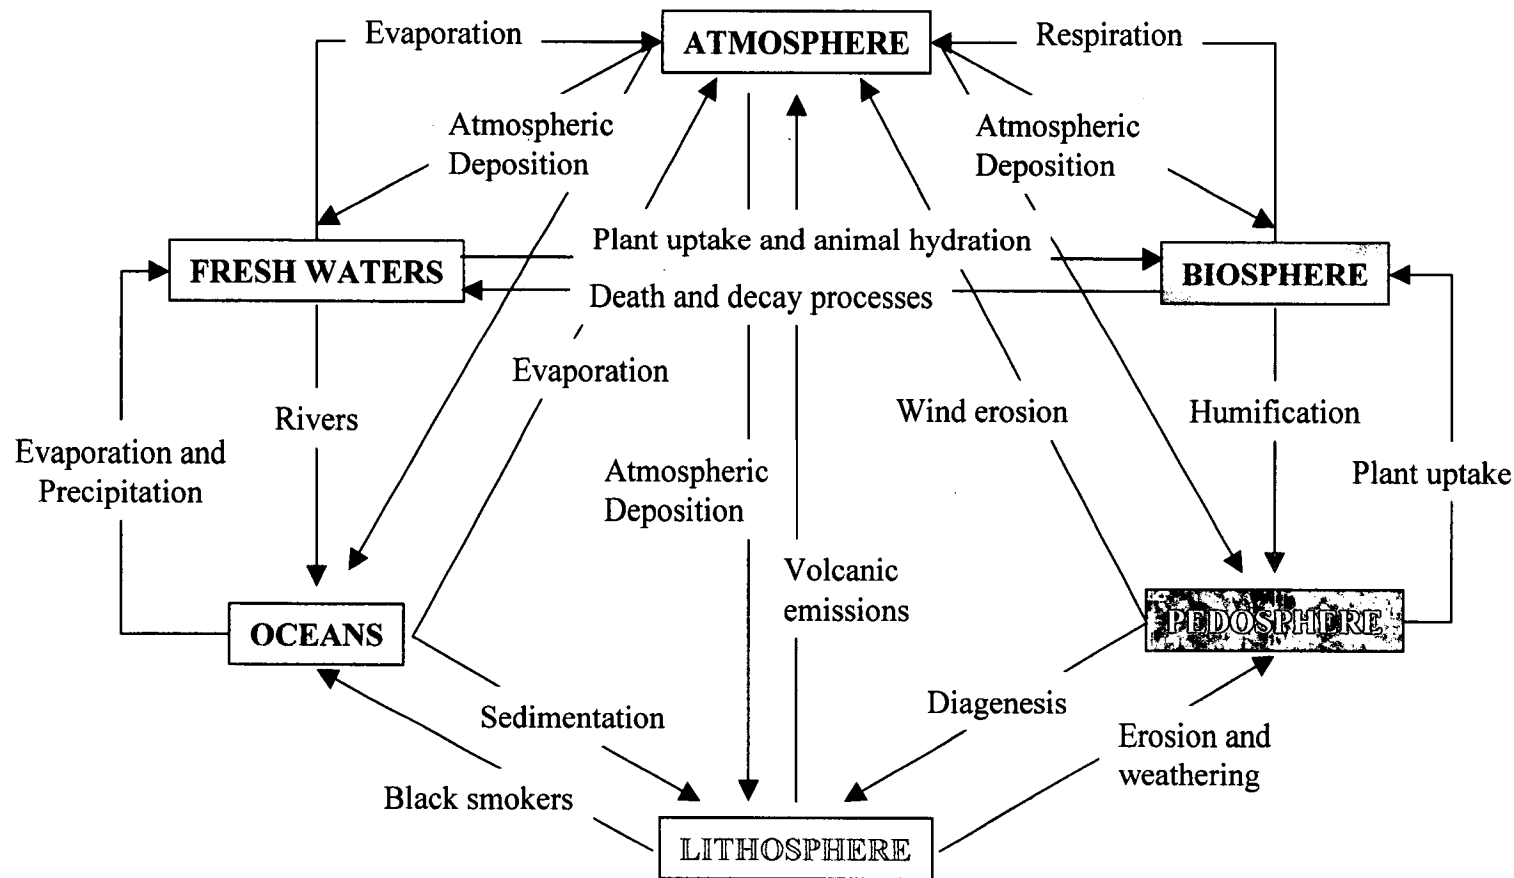 Evaporation
ATMOSPHERE
Respiration
Atmospheric
Deposition
Atmospheric
Deposition
Plant uptake and animal hydration
FRESH WATERS
BIOSPHERE
Death and decay processes
Evaporation
Rivers
Wind erosion
Humification
Evaporation and
Precipitation
Atmospheric
Deposition
Plant uptake
Volcanic
emissions
OCEANS
PEDOSPHERE
Sedimentation
Diagenesis
Erosion and
weathering
Black smokers
LITHOSPHERE